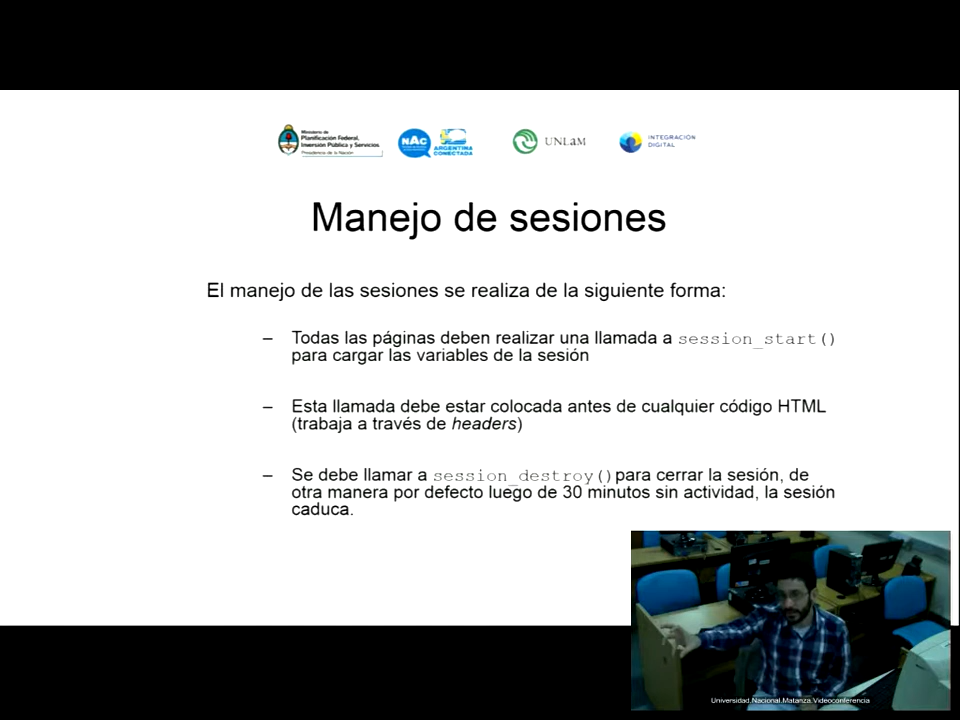 Ministerio de
Planificación Federal,
Inversión Pública y Servicios
Presidencia de la Nación
NAC
ARGENTINA
CONECTADA
UNLaM
INTEGRACIÓN
DIGITAL
Manejo de sesiones
El manejo de las sesiones se realiza de la siguiente forma:
– Todas las páginas deben realizar una llamada a session_start()
para cargar las variables de la sesión
– Esta llamada debe estar colocada antes de cualquier código HTML
(trabaja a través de headers)
– Se debe llamar a session_destroy() para cerrar la sesión, de
otra manera por defecto luego de 30 minutos sin actividad, la sesión
caduca.
Universidad.Nacional.Matanza.Videoconferencia